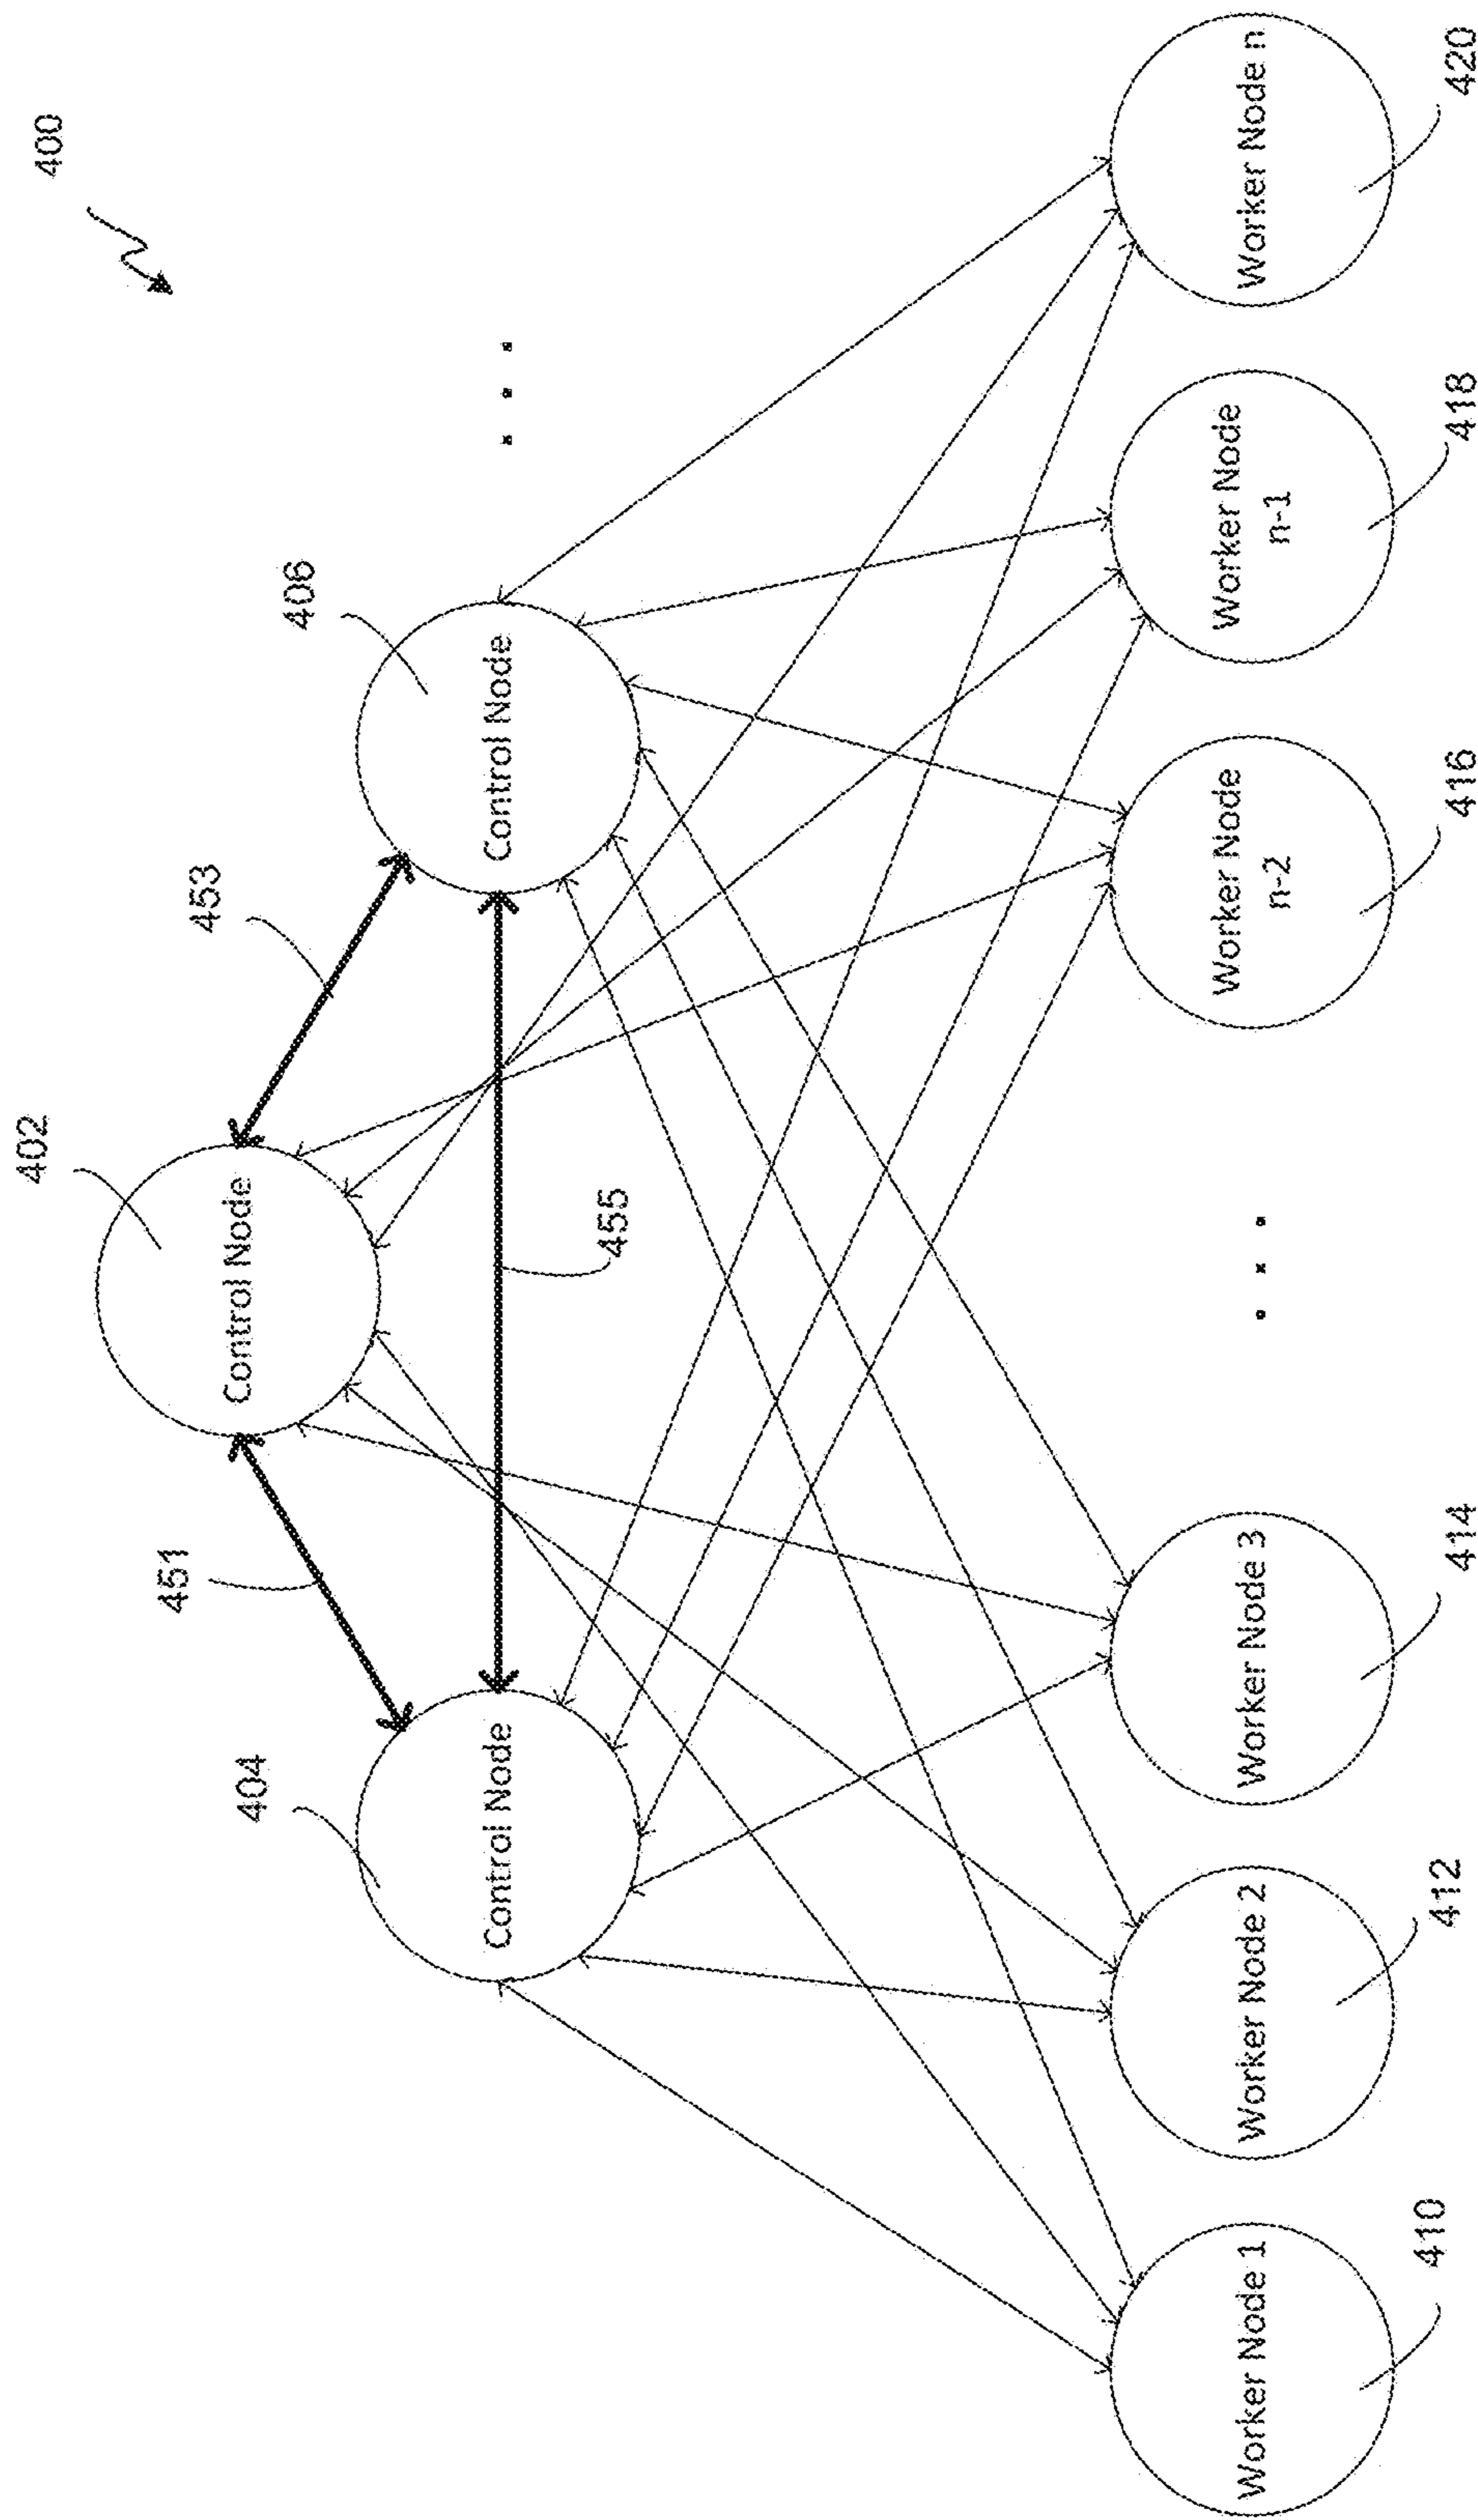 400
402
Control Node
451
453
404
Control Node
406
Control Node
455
Worker Node 1
Worker Node 2
Worker Node 3
Worker Node
n-2
Worker Node
n-1
Worker Node n
410
412
414
416
418
420